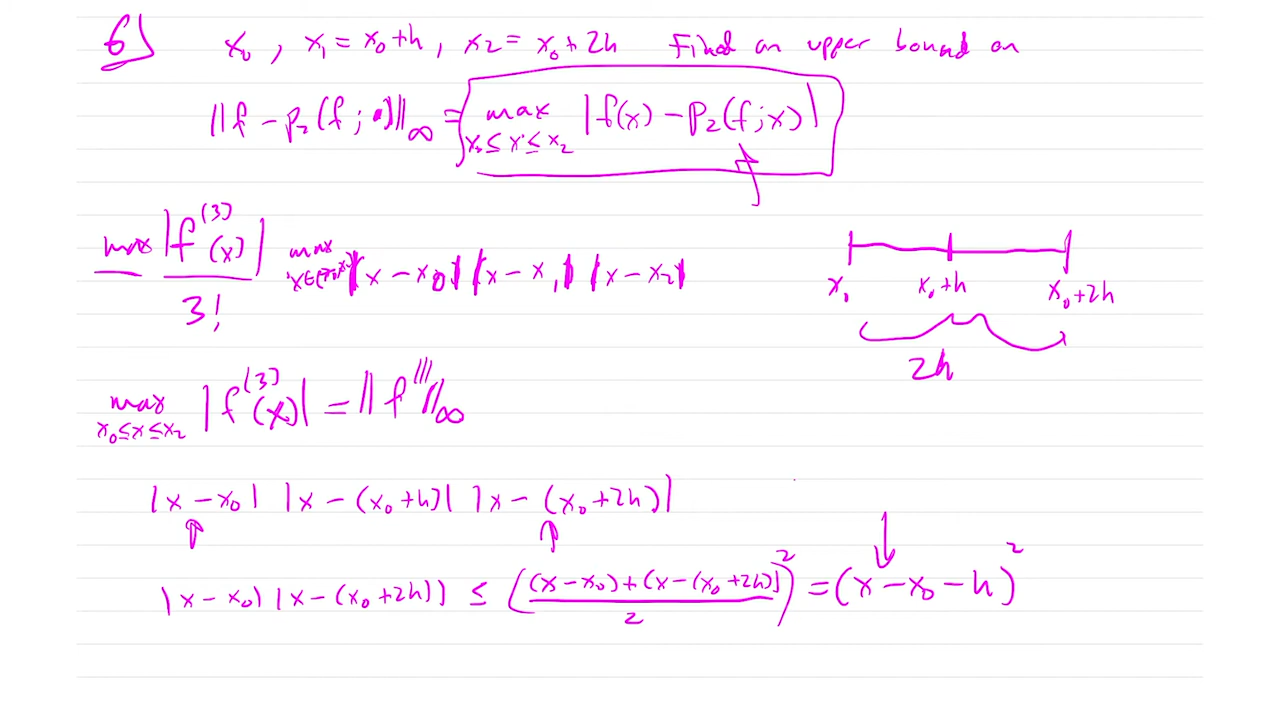 6) x₀ , x₁ = x₀+h , x₂ = x₀+2h Find an upper bound on
||f − p₂(f; ·)||∞ = max x₀≤x≤x₂ |f(x) − p₂(f;x)|
max |f⁽³⁾(x)| / 3! max |x − x₀| |x − x₁| |x − x₂|
x₀ x₀+h x₀+2h
2h
max x₀≤x≤x₂ |f⁽³⁾(x)| = ||f'''||∞
|x − x₀| |x − (x₀+h)| |x − (x₀+2h)|
|x − x₀| |x − (x₀+2h)| ≤ ((x−x₀)+(x−(x₀+2h)) / 2)² = (x − x₀ − h)²